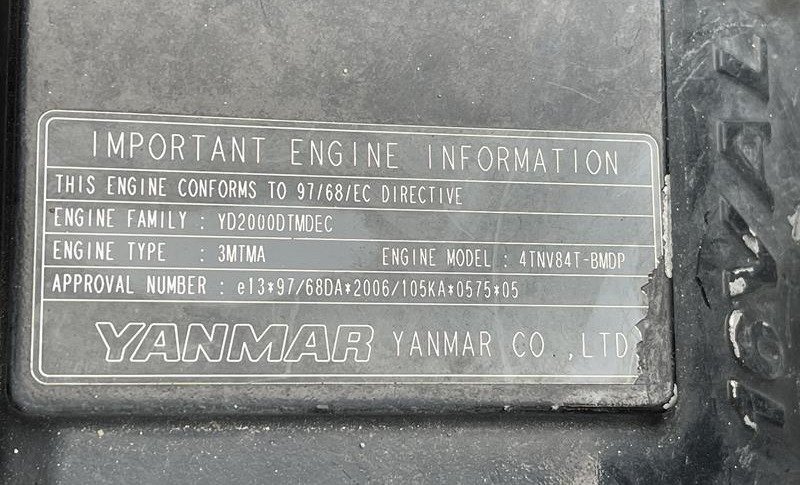 IMPORTANT ENGINE INFORMATION
THIS ENGINE CONFORMS TO 97/68/EC DIRECTIVE
ENGINE FAMILY : YD2000DTMDEC
ENGINE TYPE : 3MTMA ENGINE MODEL : 4TNV84T-BMDP
APPROVAL NUMBER : e13*97/68DA*2006/105KA*0575*05
YANMAR YANMAR CO .,LTD